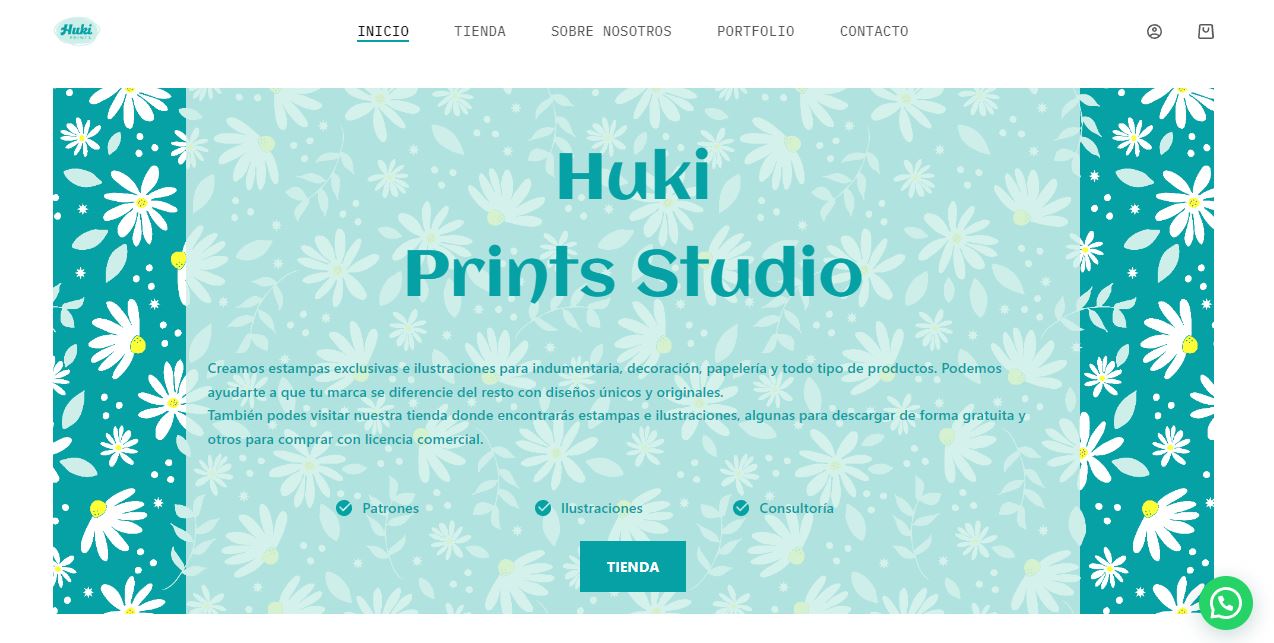 Huki
PRINTS
INICIO
TIENDA
SOBRE NOSOTROS
PORTFOLIO
CONTACTO
Huki
Prints Studio
Creamos estampas exclusivas e ilustraciones para indumentaria, decoración, papelería y todo tipo de productos. Podemos
ayudarte a que tu marca se diferencie del resto con diseños únicos y originales.
También podes visitar nuestra tienda donde encontrarás estampas e ilustraciones, algunas para descargar de forma gratuita y
otros para comprar con licencia comercial.
Patrones
Ilustraciones
Consultoría
TIENDA